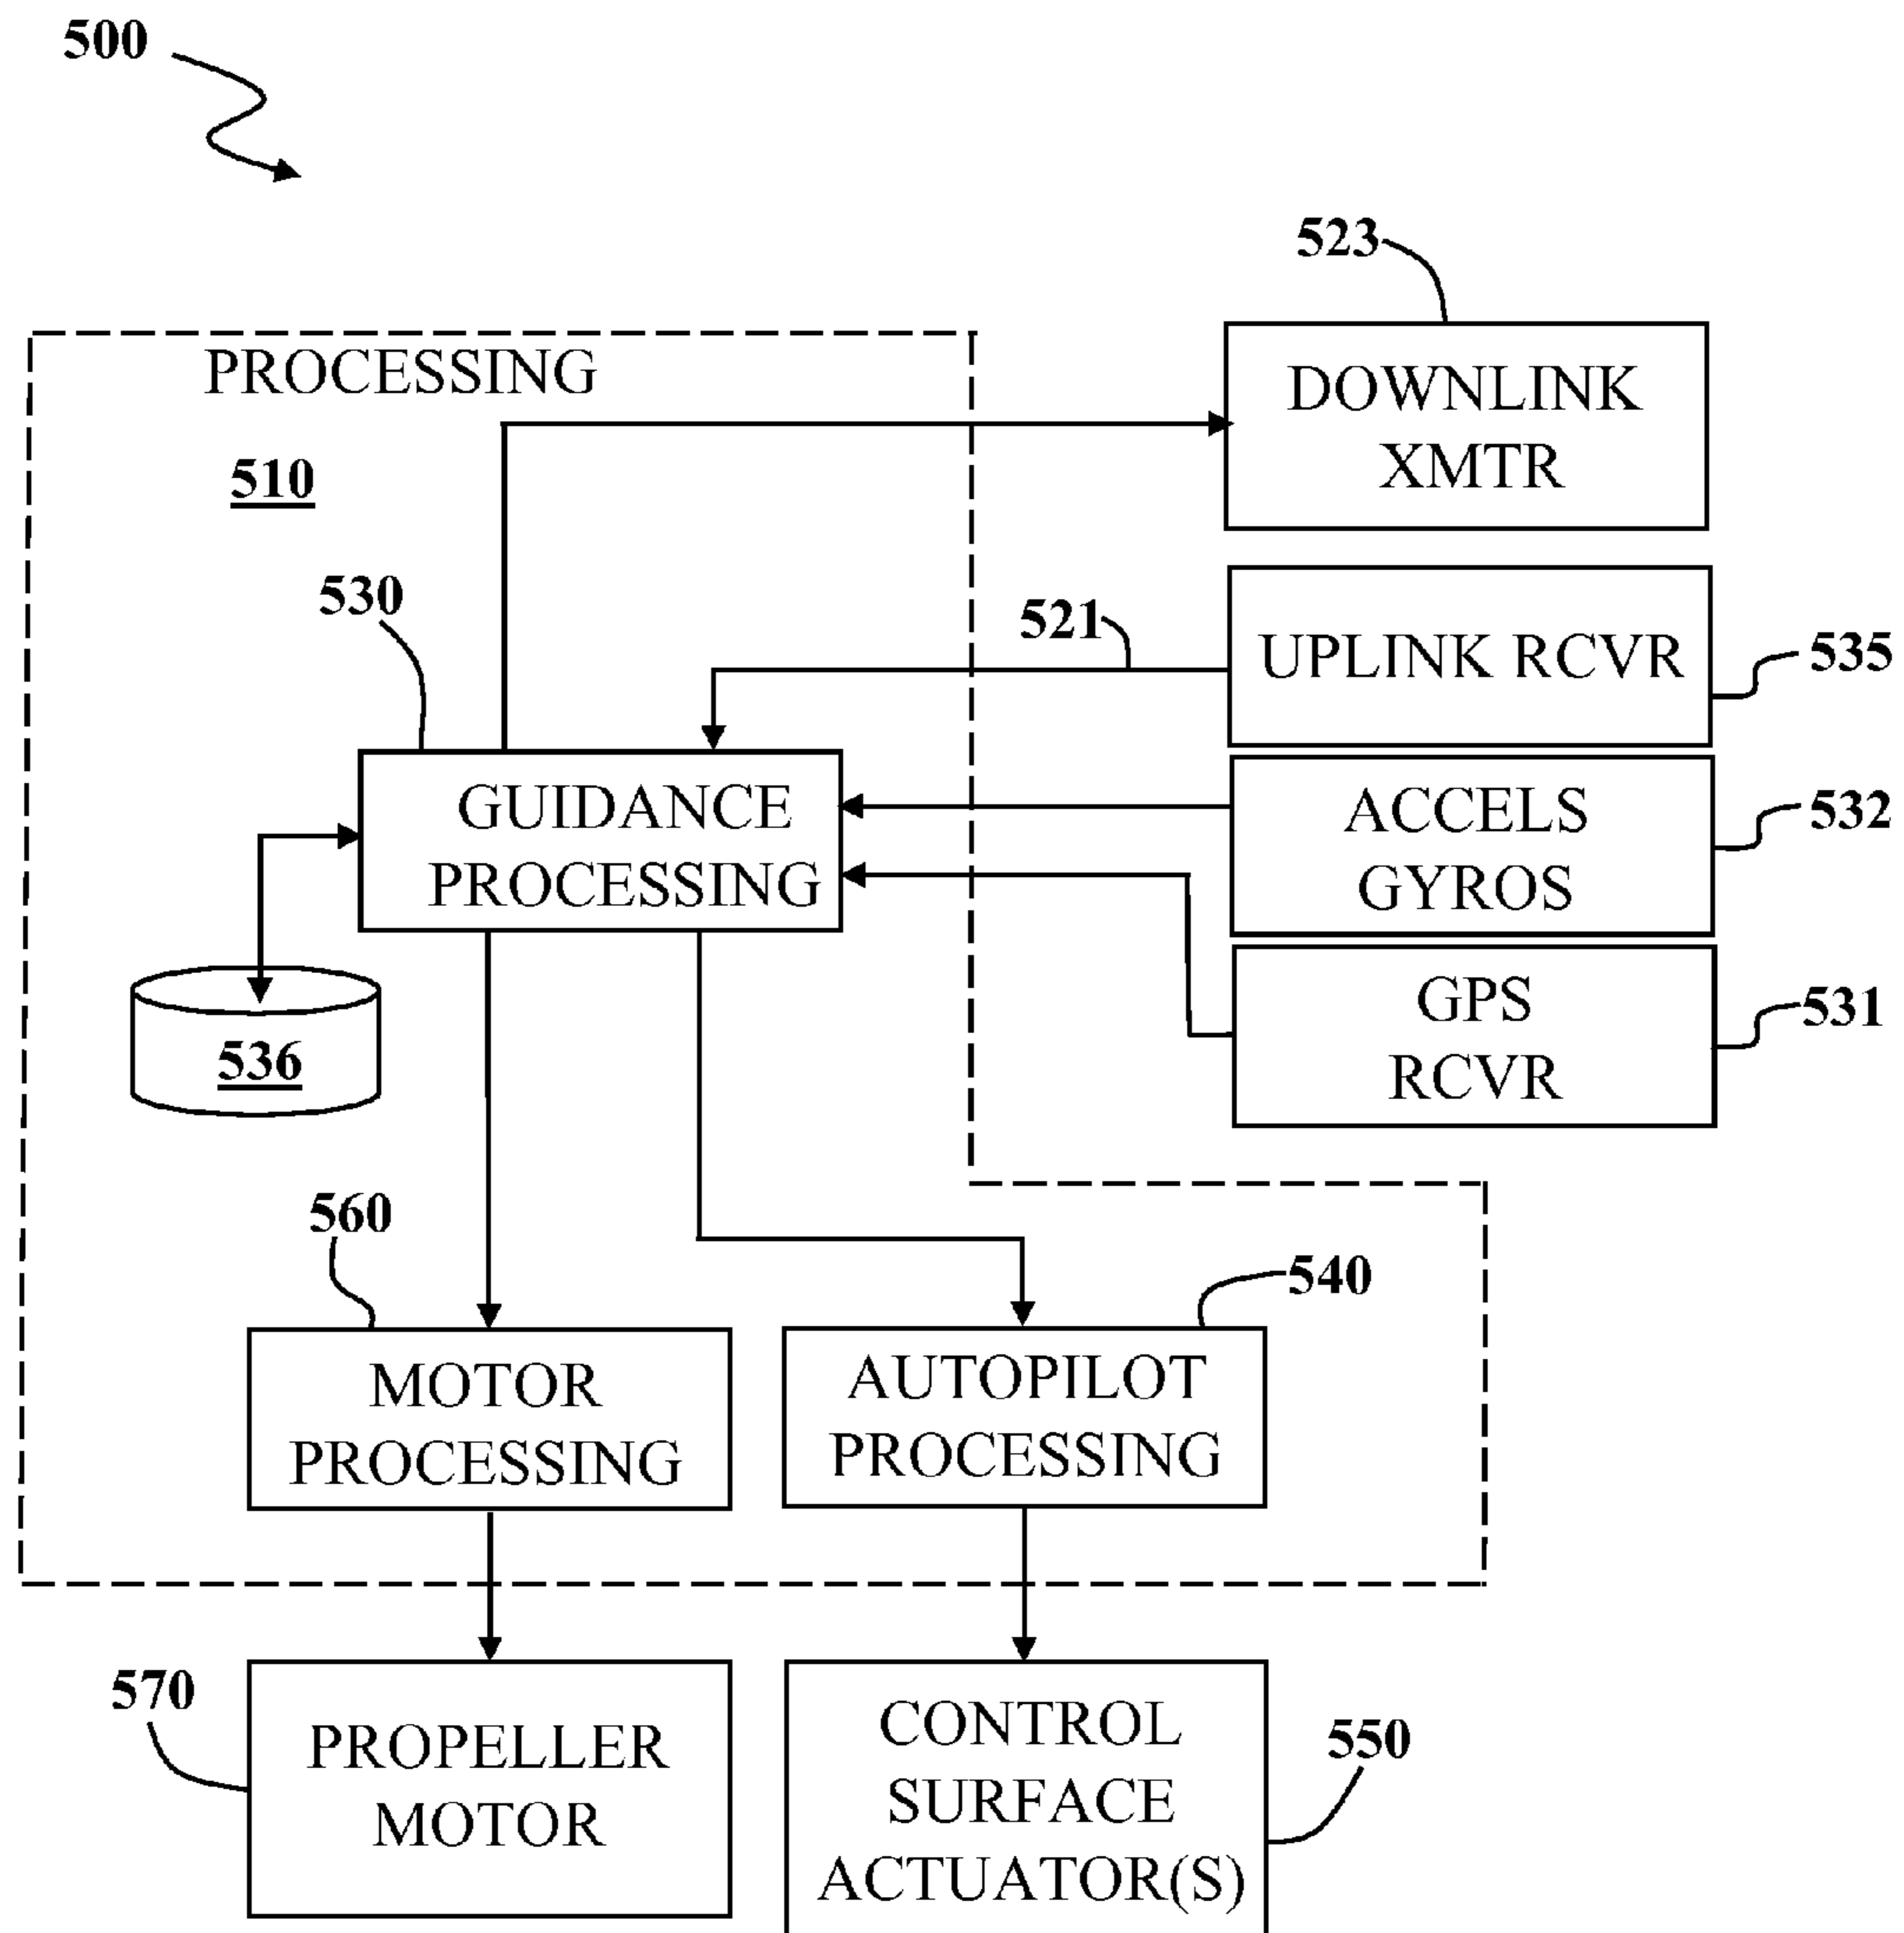 500
523
DOWNLINK
XMTR
PROCESSING
510
530
521
UPLINK RCVR
535
GUIDANCE
PROCESSING
ACCELS
GYROS
532
GPS
RCVR
531
536
560
540
MOTOR
PROCESSING
AUTOPILOT
PROCESSING
570
PROPELLER
MOTOR
CONTROL
SURFACE
ACTUATOR(S)
550